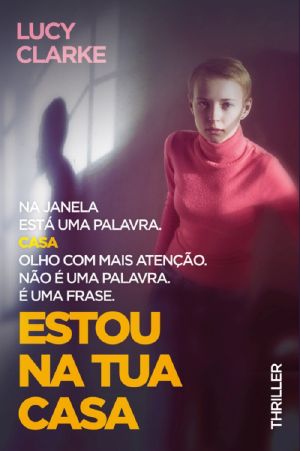 LUCY
CLARKE
NA JANELA
ESTÁ UMA PALAVRA.
CASA
OLHO COM MAIS ATENÇÃO.
NÃO É UMA PALAVRA.
É UMA FRASE.
ESTOU
NA TUA
CASA
THRILLER